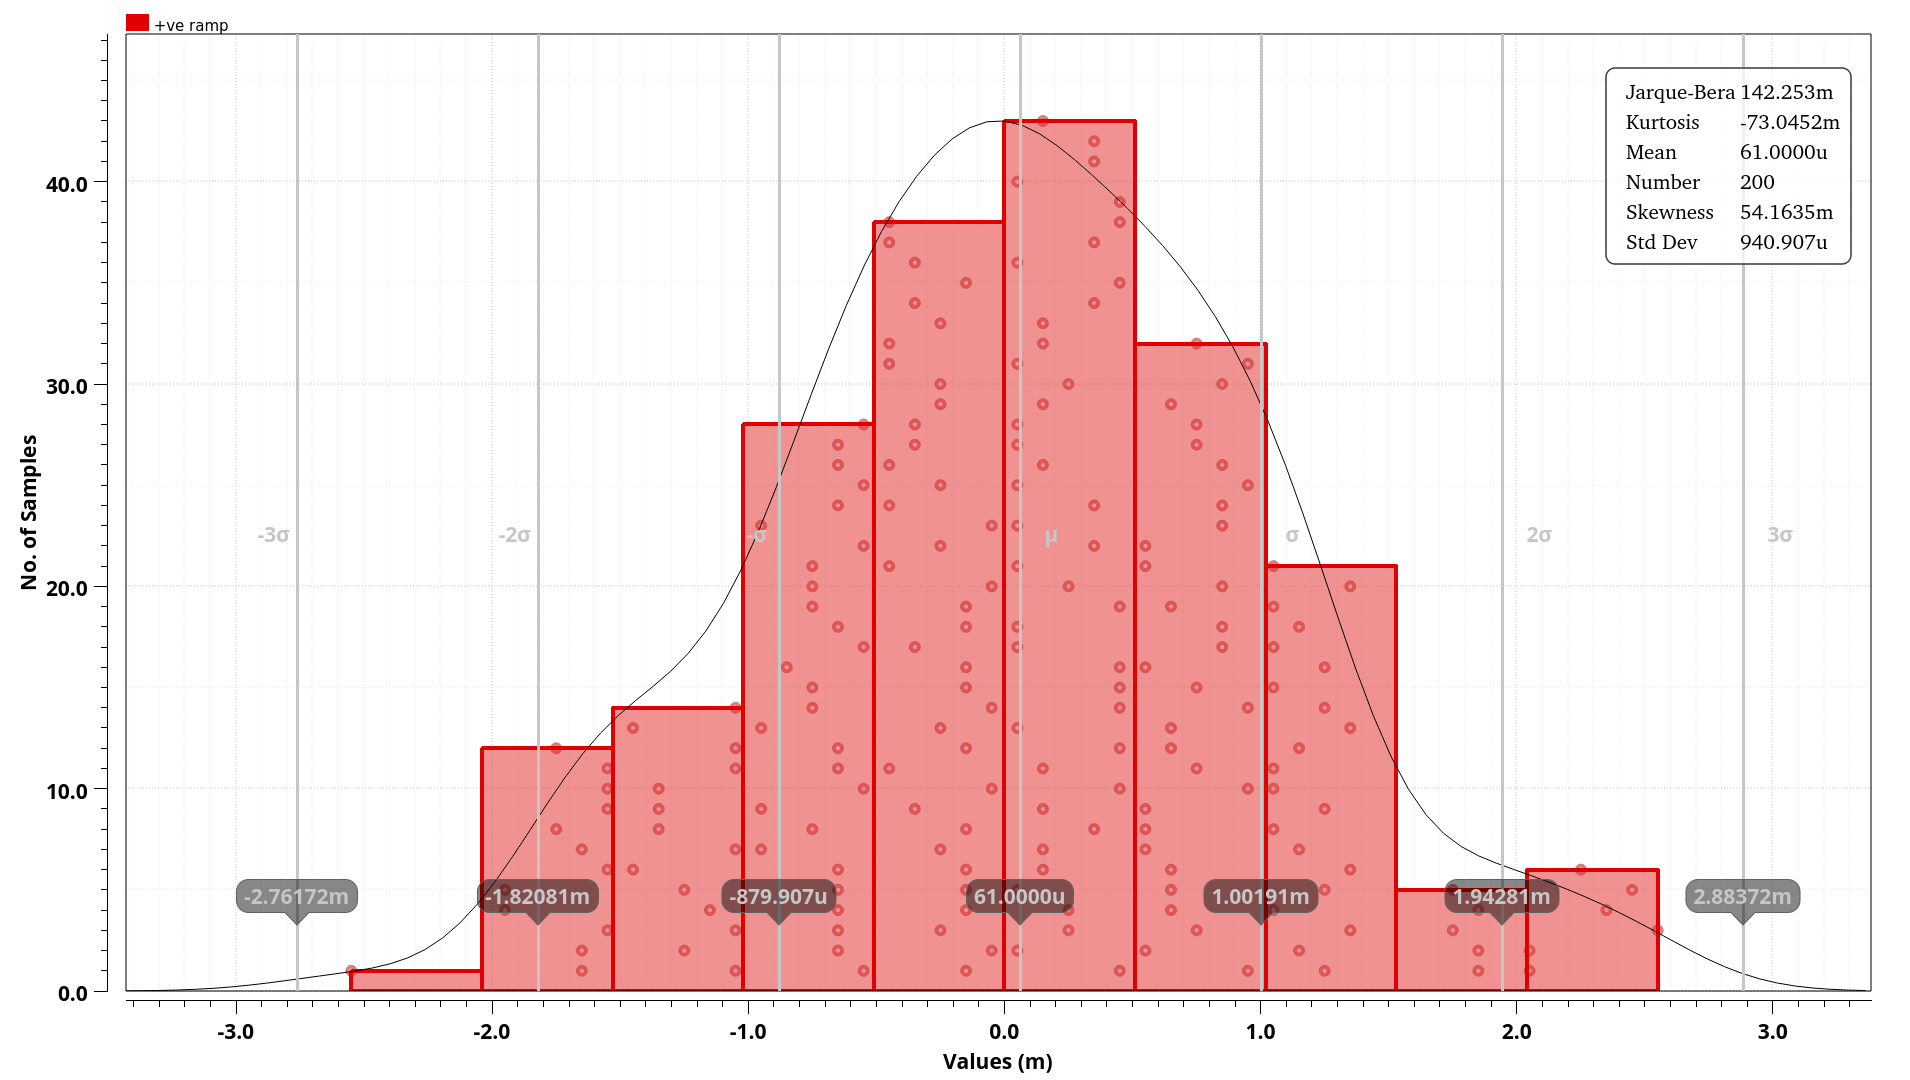 +ve ramp
Jarque-Bera 142.253m
Kurtosis -73.0452m
Mean 61.0000u
Number 200
Skewness 54.1635m
Std Dev 940.907u
40.0
30.0
20.0
10.0
0.0
No. of Samples
-3σ -2σ -σ μ σ 2σ 3σ
-2.76172m -1.82081m -879.907u 61.0000u 1.00191m 1.94281m 2.88372m
-3.0 -2.0 -1.0 0.0 1.0 2.0 3.0
Values (m)